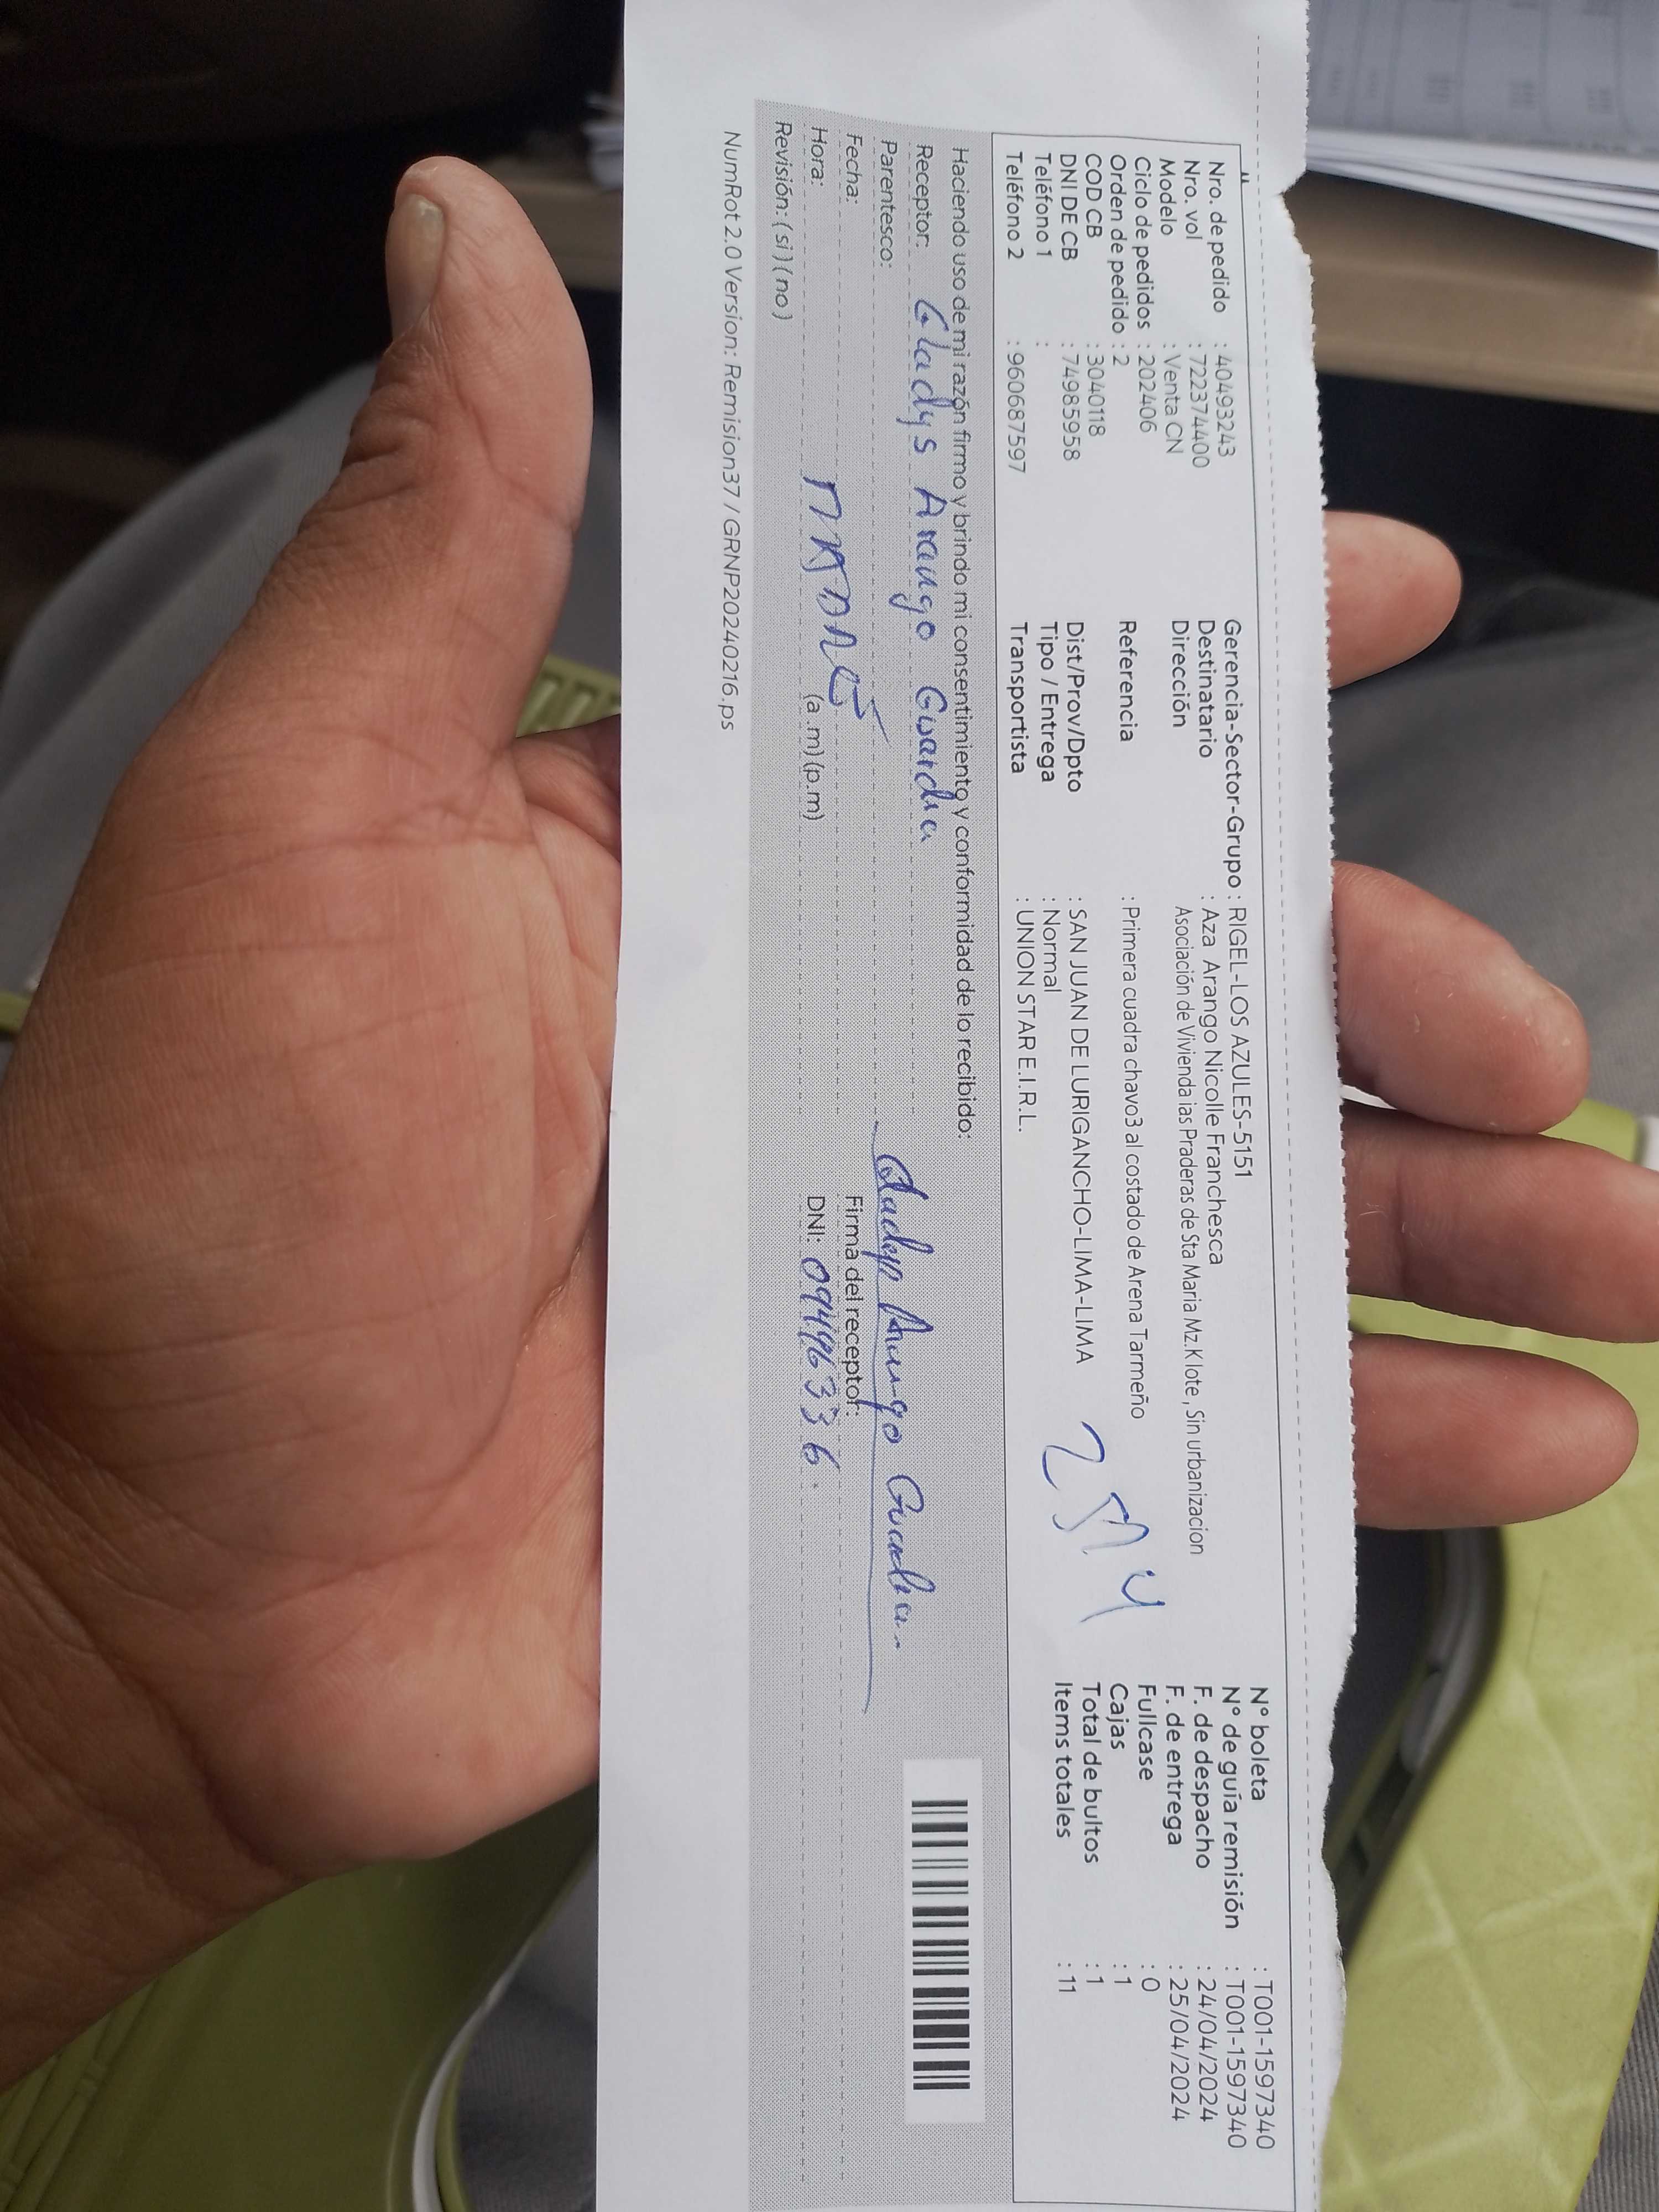 Nro. de pedido : 40493243
Nro. vol : 722374400
Modelo : Venta CN
Ciclo de pedidos : 202406
Orden de pedido : 2
COD CB : 3040118
DNI DE CB : 74985958
Teléfono 1 :
Teléfono 2 : 960687597
Gerencia-Sector-Grupo : RIGEL-LOS AZULES-5151
Destinatario : Aza Arango Nicolle Franchesca
Dirección Asociación de Vivienda ias Praderas de Sta Maria Mz.K lote , Sin urbanizacion
Referencia : Primera cuadra chavo3 al costado de Arena Tarmeño
Dist/Prov/Dpto : SAN JUAN DE LURIGANCHO-LIMA-LIMA
Tipo / Entrega : Normal
Transportista : UNION STAR E.I.R.L.
N° boleta : T001-1597340
N° de guía remisión : T001-1597340
F. de despacho : 24/04/2024
F. de entrega : 25/04/2024
Fullcase : 0
Cajas : 1
Total de bultos : 1
Items totales : 11
Haciendo uso de mi razón firmo y brindo mi consentimiento y conformidad de lo recibido:
Receptor: Gladys Arango Guardia
Parentesco:
Fecha:
Hora: (a.m)(p.m)
Revisión: (si)(no)
Gladys Arango Guardia
Firma del receptor:
DNI: 09449633 6
NumRot 2.0 Version: Remision37 / GRNP20240216.ps